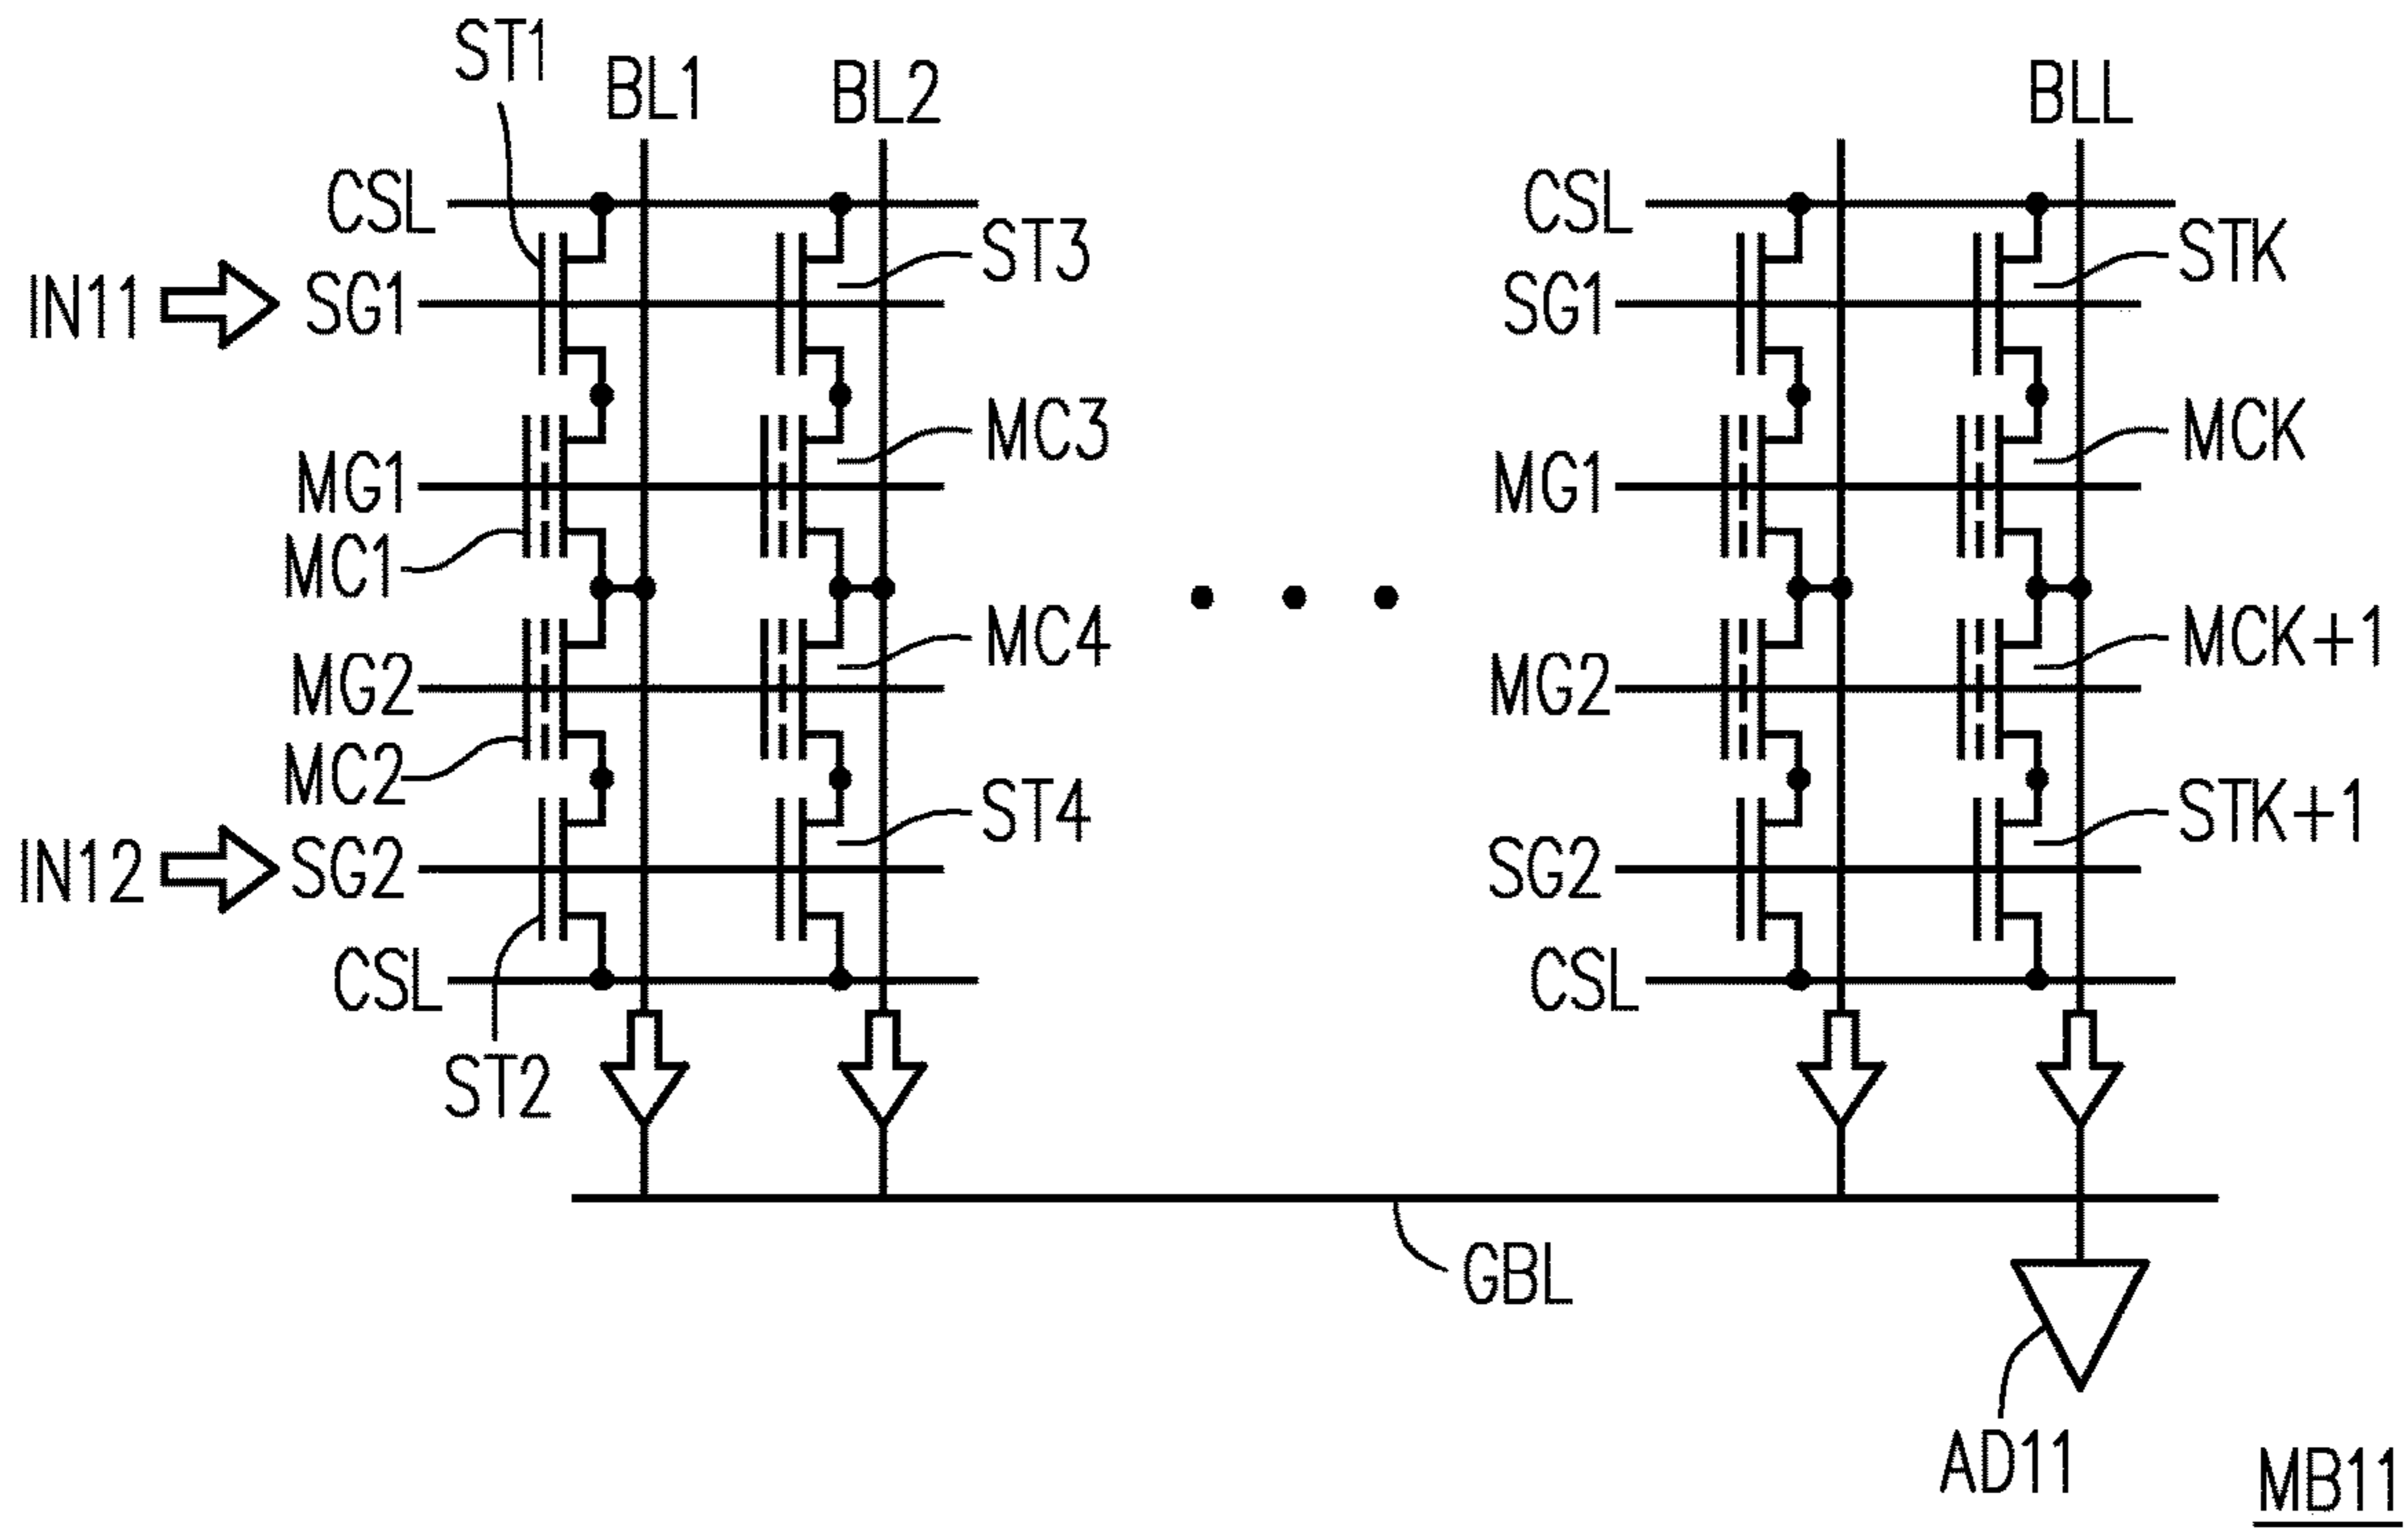 ST1
BL1
BL2
BLL
CSL
CSL
ST3
STK
IN11
SG1
SG1
MC3
MCK
MG1
MG1
MC1
MC4
MCK+1
MG2
MG2
MC2
ST4
STK+1
IN12
SG2
SG2
CSL
CSL
ST2
GBL
AD11
MB11